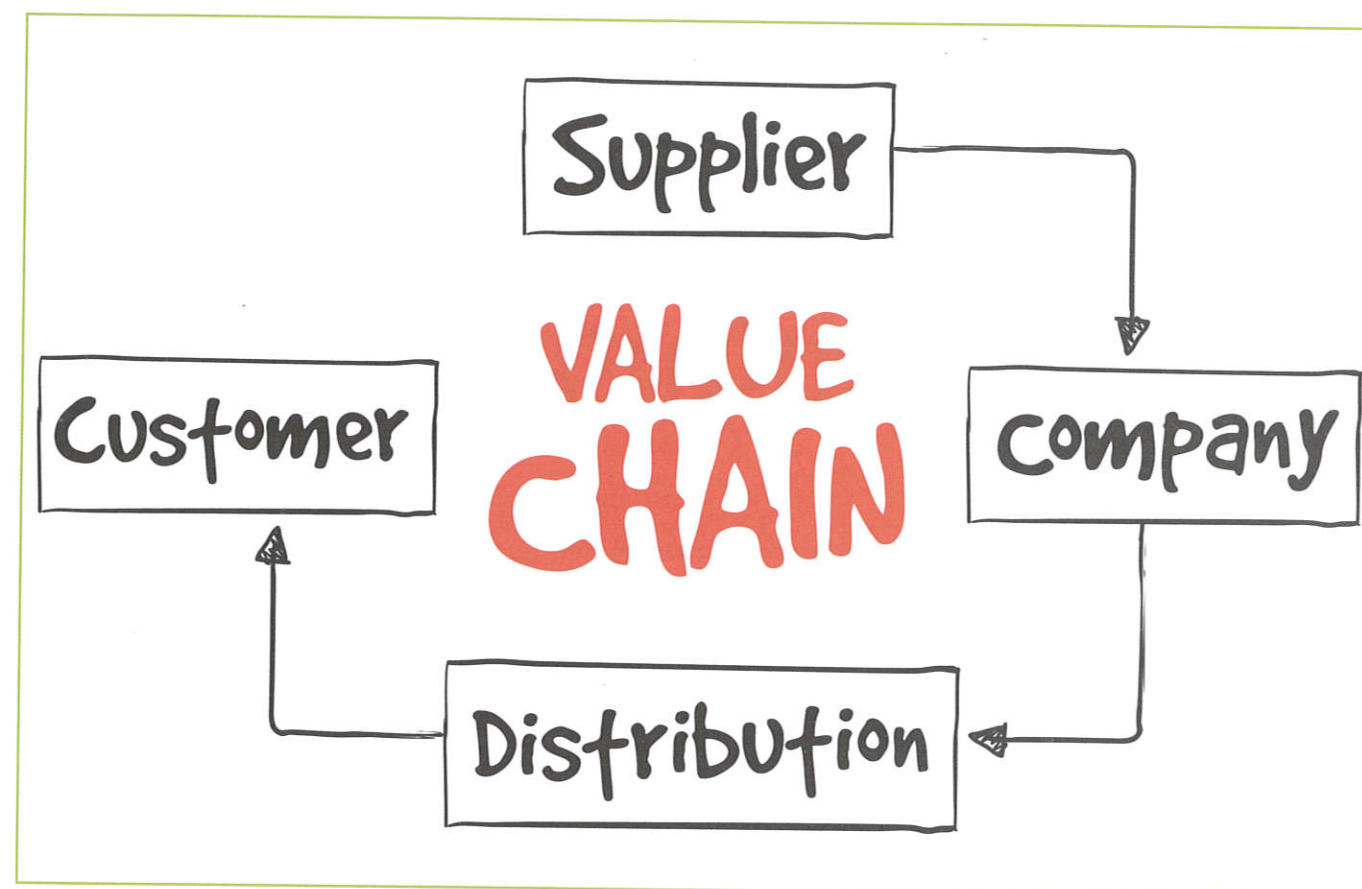 Supplier
VALUE
CHAIN
Customer
Company
Distribution